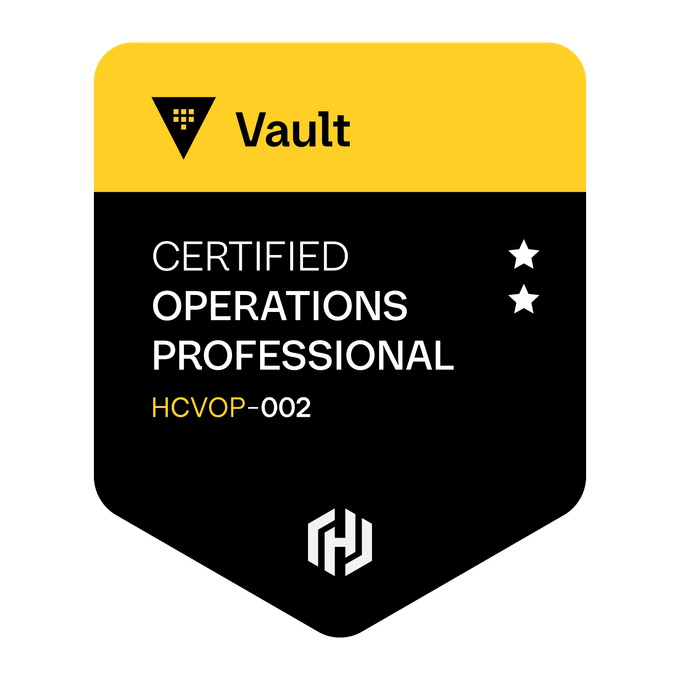 Vault
CERTIFIED
OPERATIONS
PROFESSIONAL
HCVOP-002